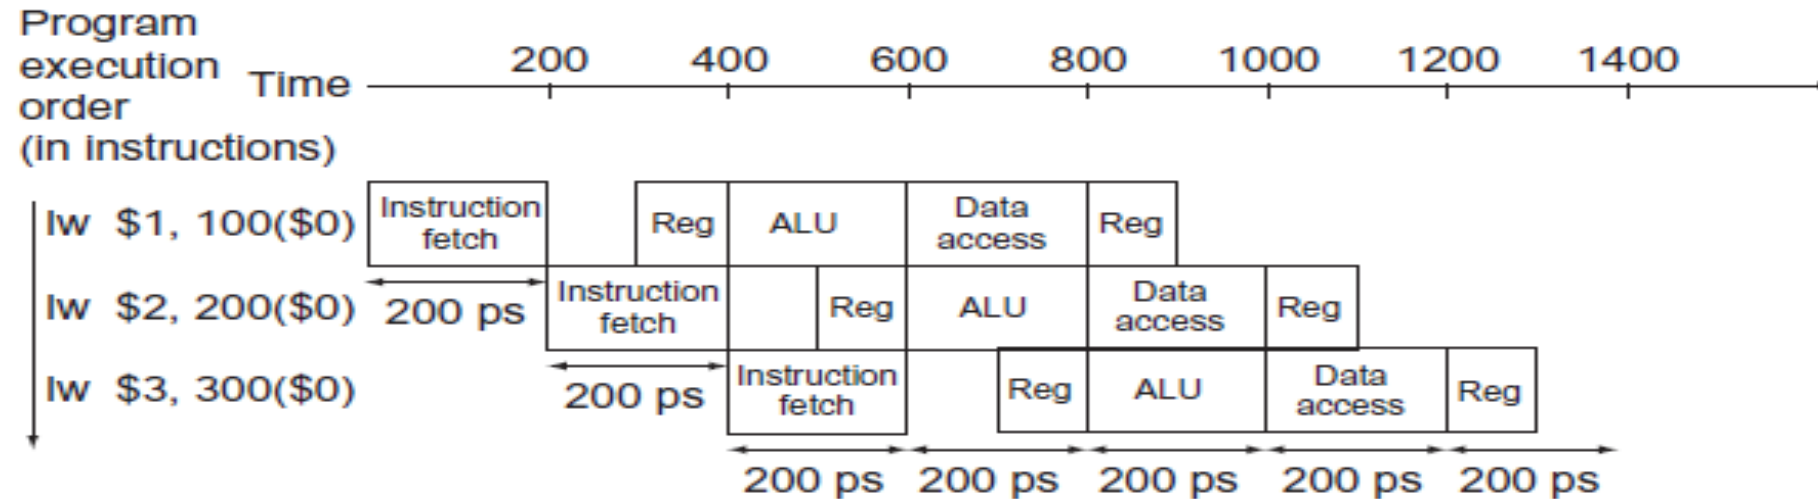 Program
execution
order
(in instructions)
Time
200 400 600 800 1000 1200 1400
lw $1, 100($0)
Instruction
fetch
Reg
ALU
Data
access
Reg
200 ps
lw $2, 200($0)
Instruction
fetch
Reg
ALU
Data
access
Reg
200 ps
lw $3, 300($0)
Instruction
fetch
Reg
ALU
Data
access
Reg
200 ps 200 ps 200 ps 200 ps 200 ps